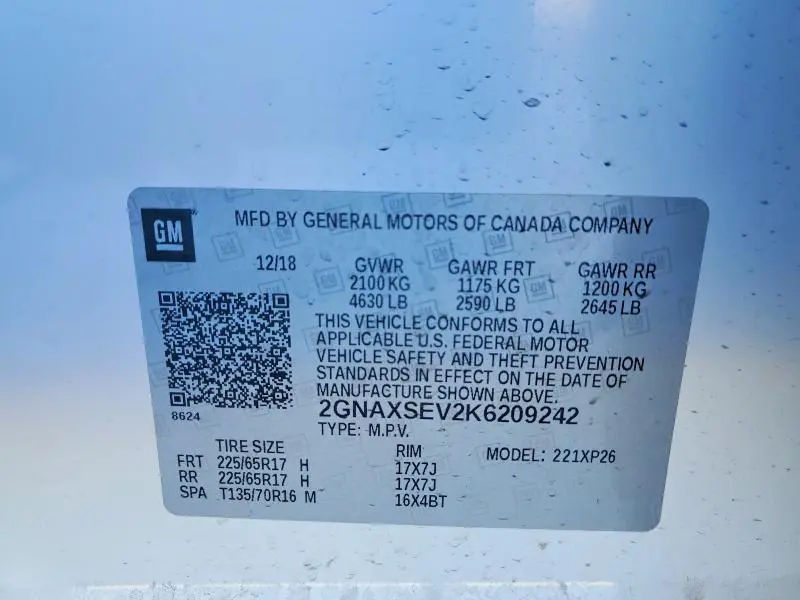 GM
MFD BY GENERAL MOTORS OF CANADA COMPANY
12/18 GVWR GAWR FRT GAWR RR
2100 KG 1175 KG 1200 KG
4630 LB 2590 LB 2645 LB
THIS VEHICLE CONFORMS TO ALL
APPLICABLE U.S. FEDERAL MOTOR
VEHICLE SAFETY AND THEFT PREVENTION
STANDARDS IN EFFECT ON THE DATE OF
MANUFACTURE SHOWN ABOVE.
8624
2GNAXSEV2K6209242
TYPE: M.P.V.
TIRE SIZE RIM MODEL: 221XP26
FRT 225/65R17 H 17X7J
RR 225/65R17 H 17X7J
SPA T135/70R16 M 16X4BT